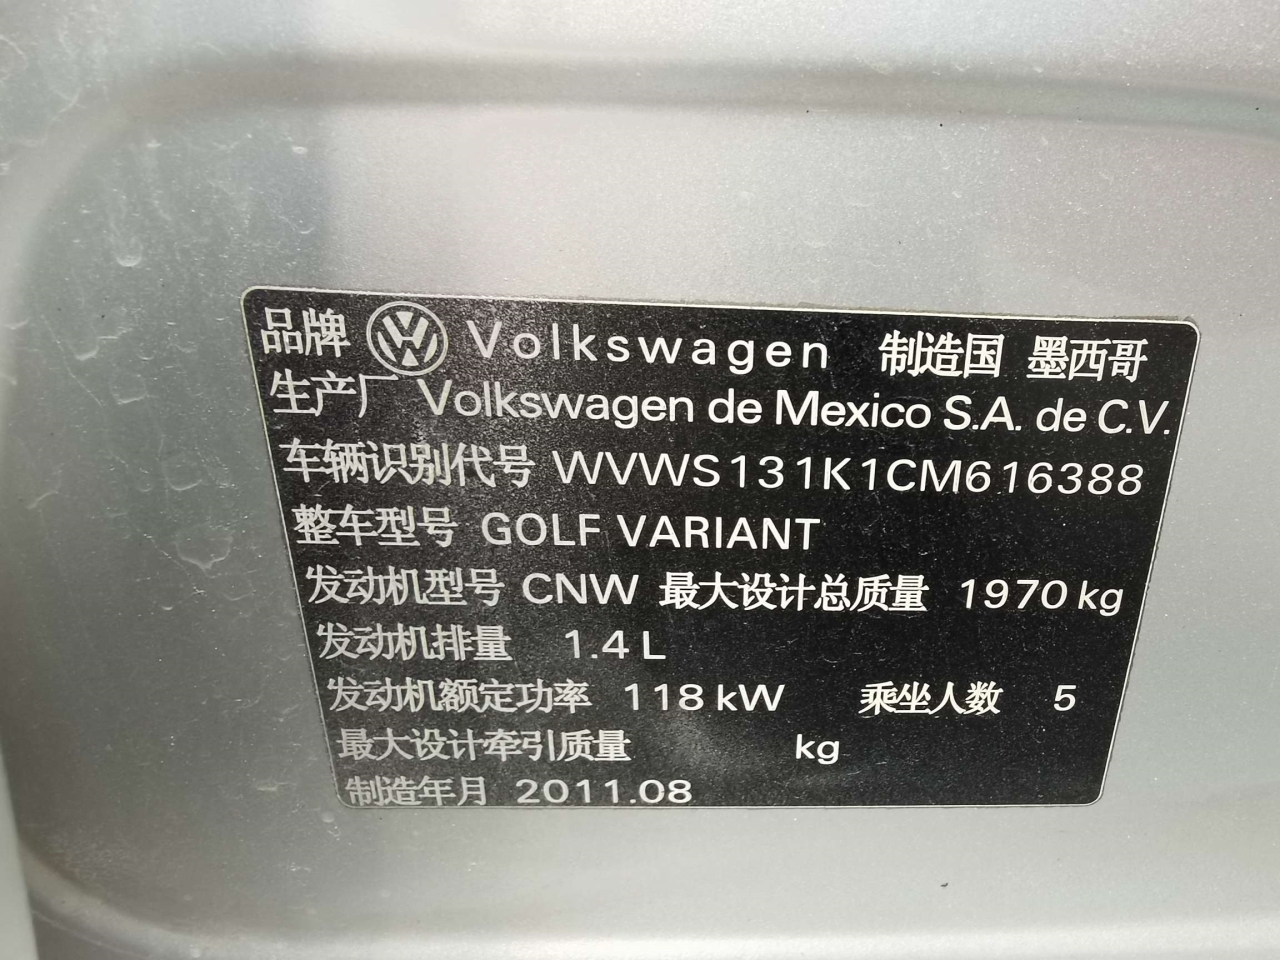 品牌 Volkswagen 制造国 墨西哥
生产厂 Volkswagen de Mexico S.A. de C.V.
车辆识别代号 WVWS131K1CM616388
整车型号 GOLF VARIANT
发动机型号 CNW 最大设计总质量 1970 kg
发动机排量 1.4 L
发动机额定功率 118 kW 乘坐人数 5
最大设计牵引质量 kg
制造年月 2011.08